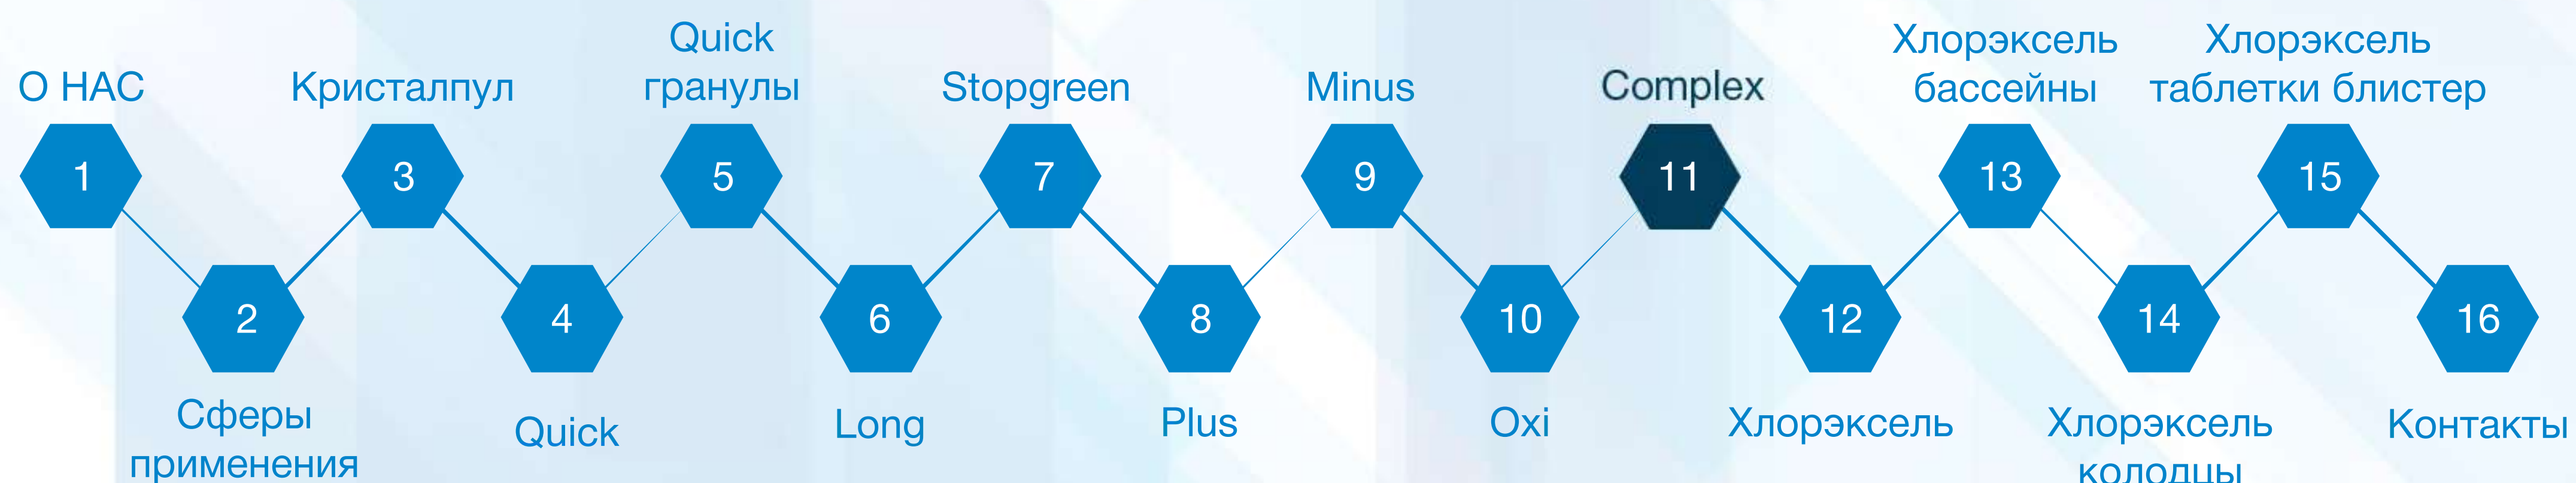 О НАС
1
2
Сферы
применения
Кристалпул
3
4
Quick
Quick
гранулы
5
6
Long
Stopgreen
7
8
Plus
Minus
9
10
Oxi
Complex
11
12
Хлорэксель
Хлорэксель
бассейны
13
14
Хлорэксель
колодцы
Хлорэксель
таблетки блистер
15
16
Контакты